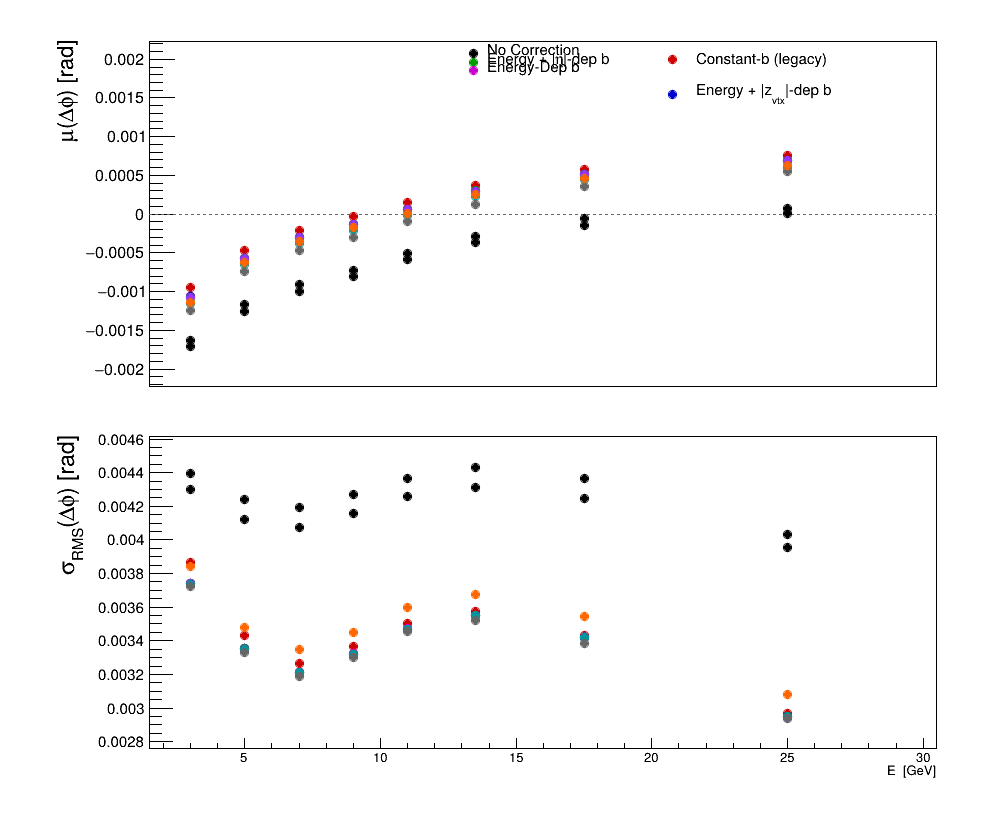 μ(Δϕ) [rad]
0.002
0.0015
0.001
0.0005
0
−0.0005
−0.001
−0.0015
−0.002
No Correction
Energy + |η|-dep b
Energy-Dep b
Constant-b (legacy)
Energy + |z_vtx|-dep b
σ_RMS(Δϕ) [rad]
0.0046
0.0044
0.0042
0.004
0.0038
0.0036
0.0034
0.0032
0.003
0.0028
5 10 15 20 25 30
E [GeV]